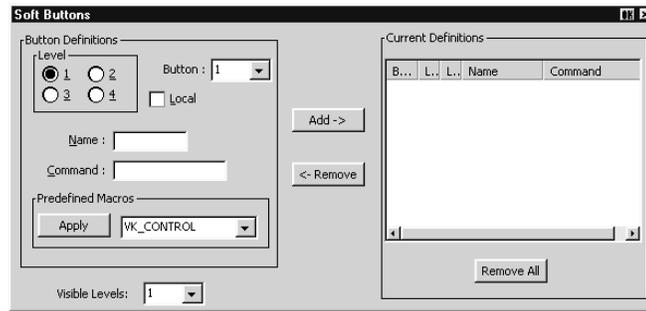 Soft Buttons OK
Button Definitions
Level
1 2
3 4
Button : 1
Local
Name :
Command :
Predefined Macros
Apply VK_CONTROL
Visible Levels: 1
Add ->
<- Remove
Current Definitions
B... L.. L.. Name Command
Remove All